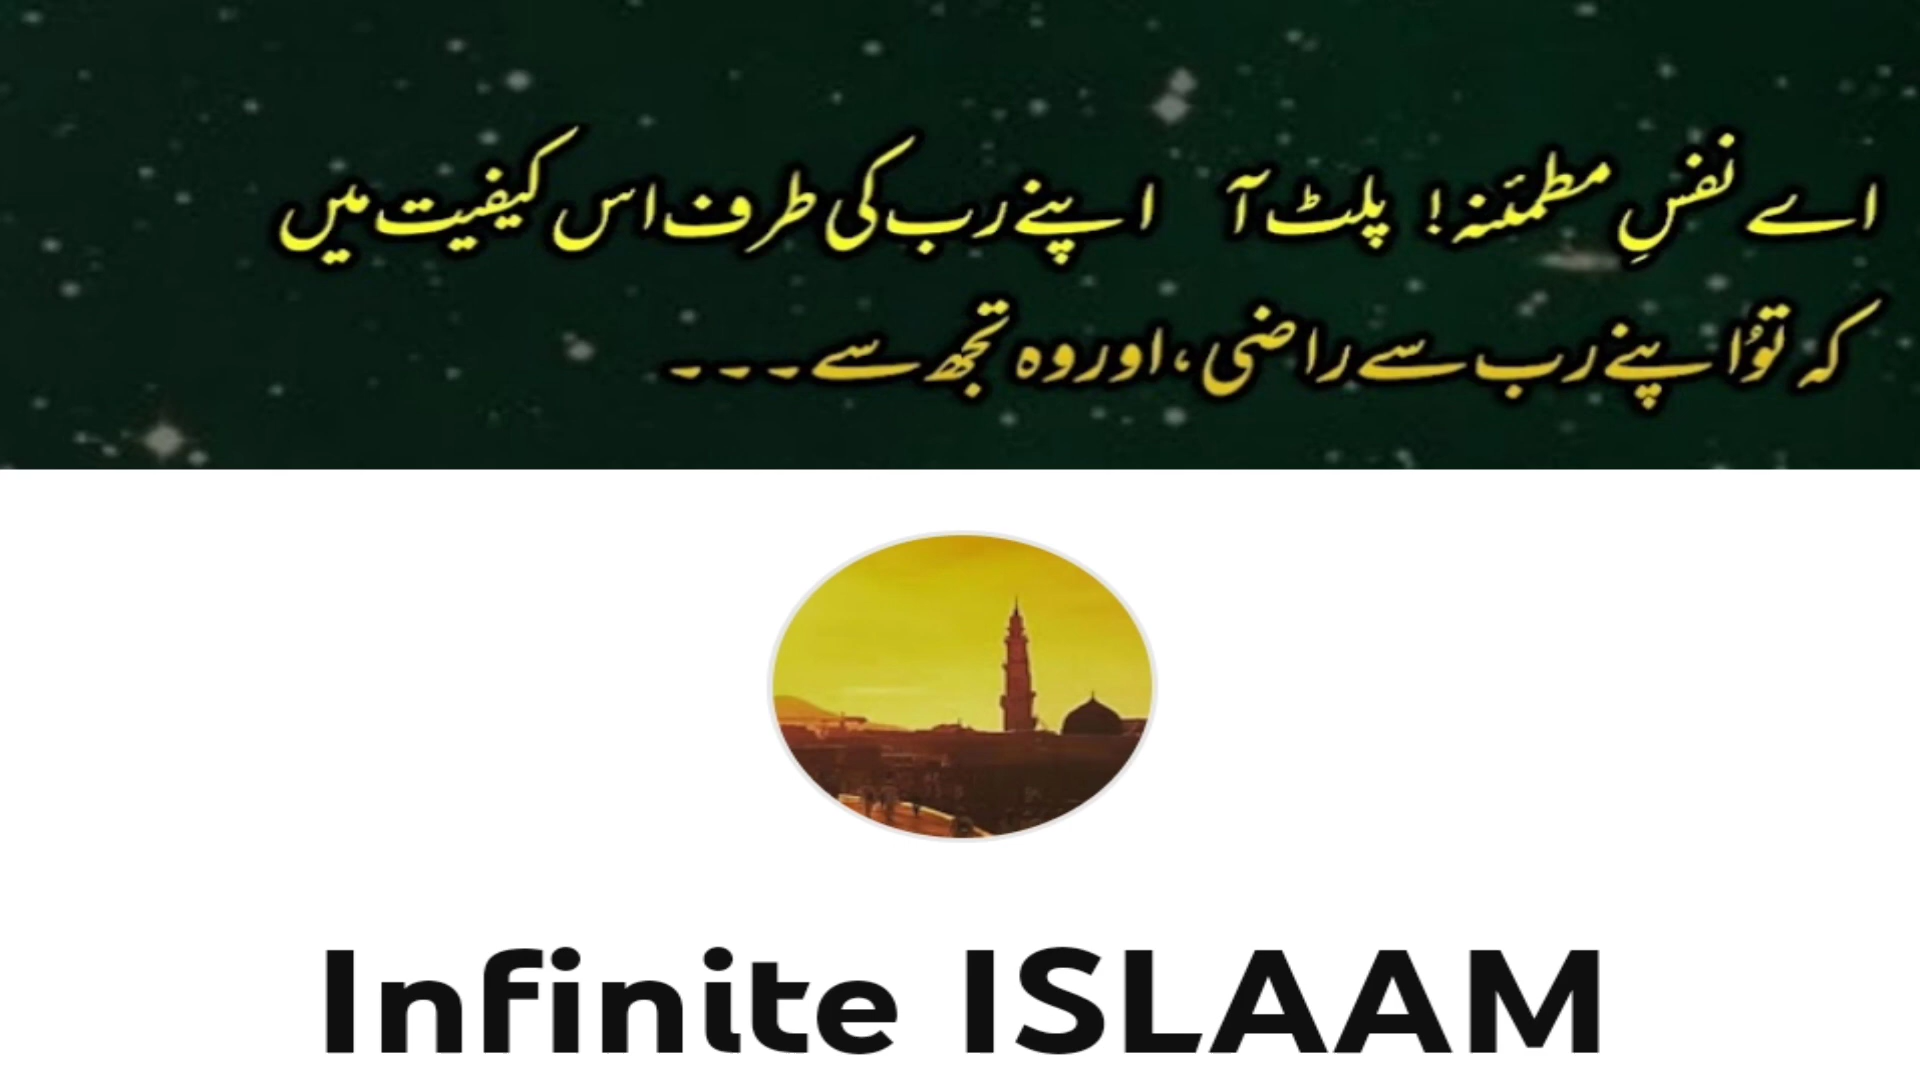 اے نفسِ مطمئنہ! پلٹ آ اپنے رب کی طرف اس کیفیت میں
کہ توُ اپنے رب سے راضی، اور وہ تجھ سے۔۔۔
Infinite ISLAAM